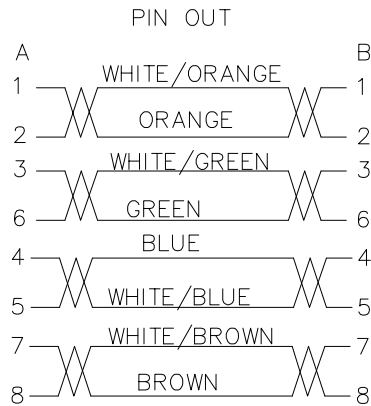 PIN OUT
A B
1 WHITE/ORANGE 1
2 ORANGE 2
3 WHITE/GREEN 3
6 GREEN 6
4 BLUE 4
5 WHITE/BLUE 5
7 WHITE/BROWN 7
8 BROWN 8